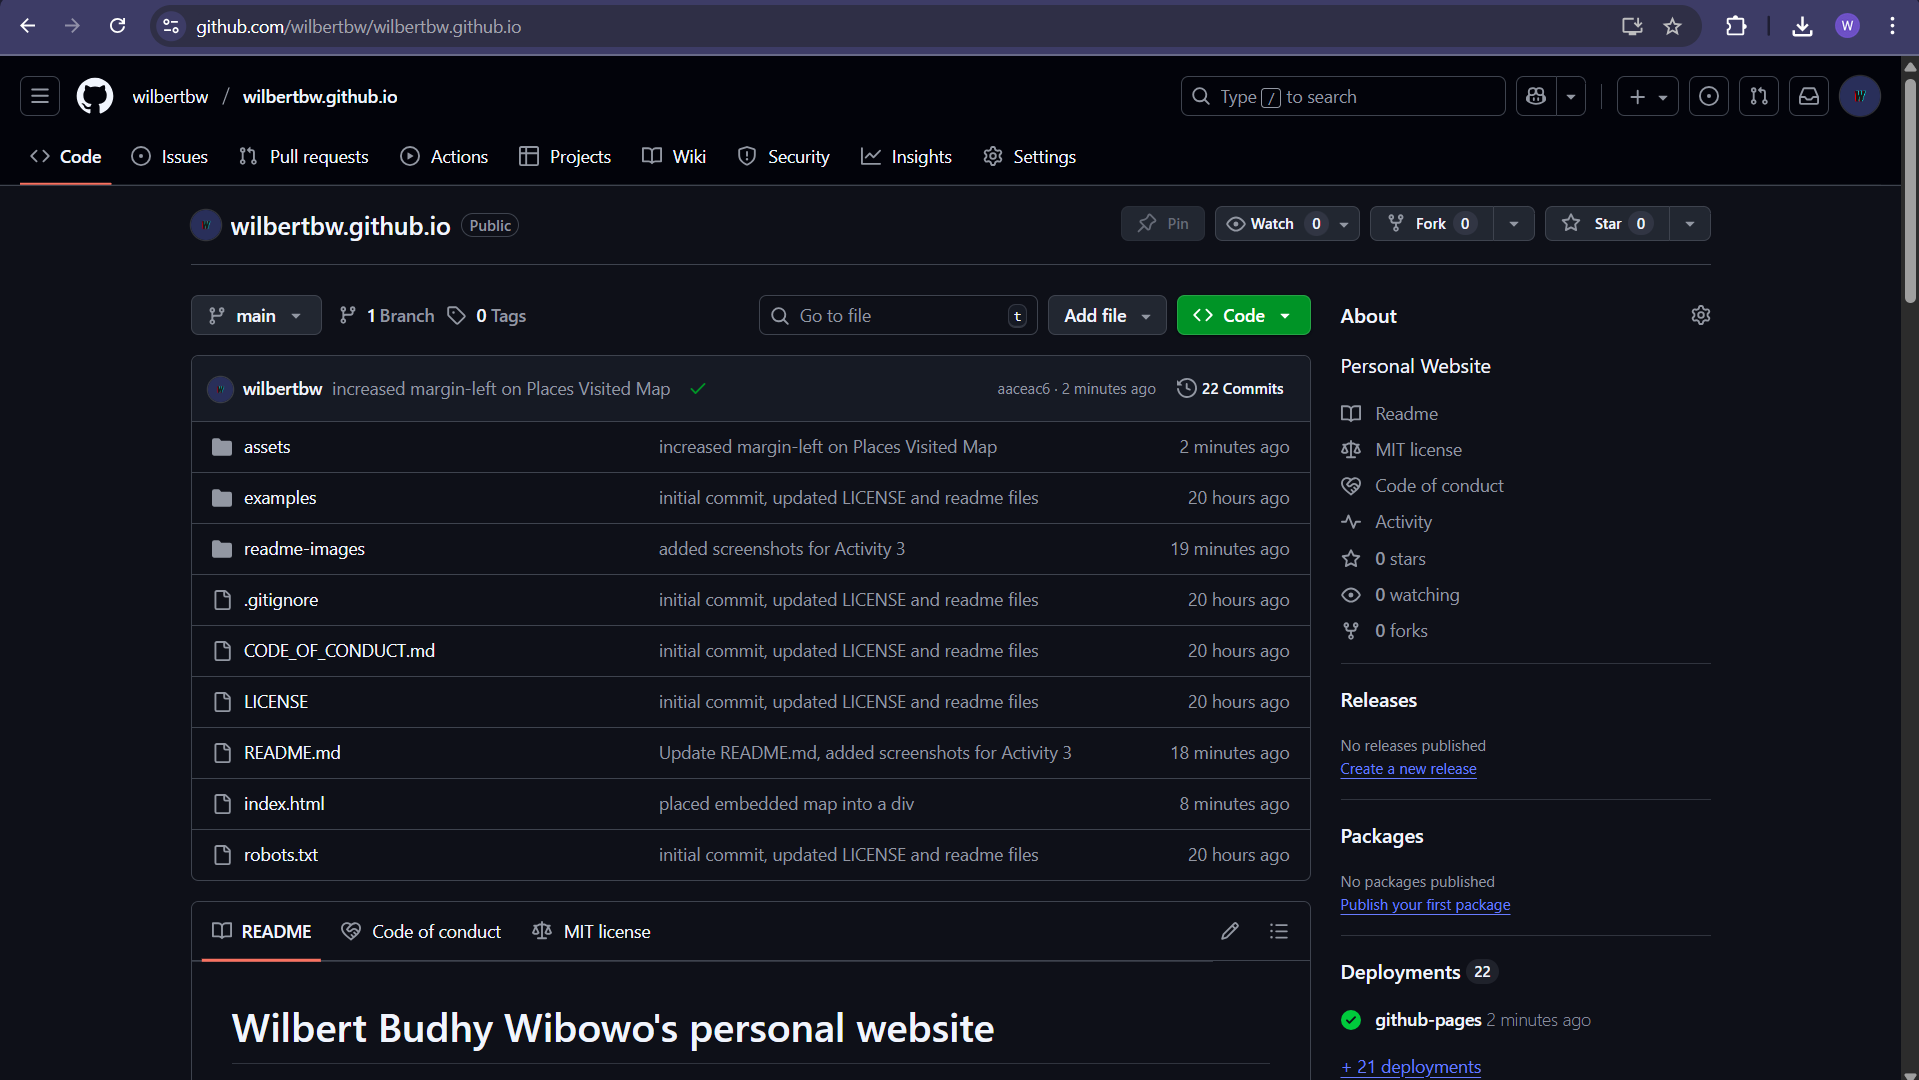 github.com/wilbertbw/wilbertbw.github.io
W
wilbertbw / wilbertbw.github.io
Type / to search
Code Issues Pull requests Actions Projects Wiki Security Insights Settings
wilbertbw.github.io Public
Pin Watch 0 Fork 0 Star 0
main 1 Branch 0 Tags Go to file t Add file Code
wilbertbw increased margin-left on Places Visited Map aaceac6 · 2 minutes ago 22 Commits
assets increased margin-left on Places Visited Map 2 minutes ago
examples initial commit, updated LICENSE and readme files 20 hours ago
readme-images added screenshots for Activity 3 19 minutes ago
.gitignore initial commit, updated LICENSE and readme files 20 hours ago
CODE_OF_CONDUCT.md initial commit, updated LICENSE and readme files 20 hours ago
LICENSE initial commit, updated LICENSE and readme files 20 hours ago
README.md Update README.md, added screenshots for Activity 3 18 minutes ago
index.html placed embedded map into a div 8 minutes ago
robots.txt initial commit, updated LICENSE and readme files 20 hours ago
README Code of conduct MIT license
Wilbert Budhy Wibowo's personal website
About
Personal Website
Readme
MIT license
Code of conduct
Activity
0 stars
0 watching
0 forks
Releases
No releases published
Create a new release
Packages
No packages published
Publish your first package
Deployments 22
github-pages 2 minutes ago
+ 21 deployments